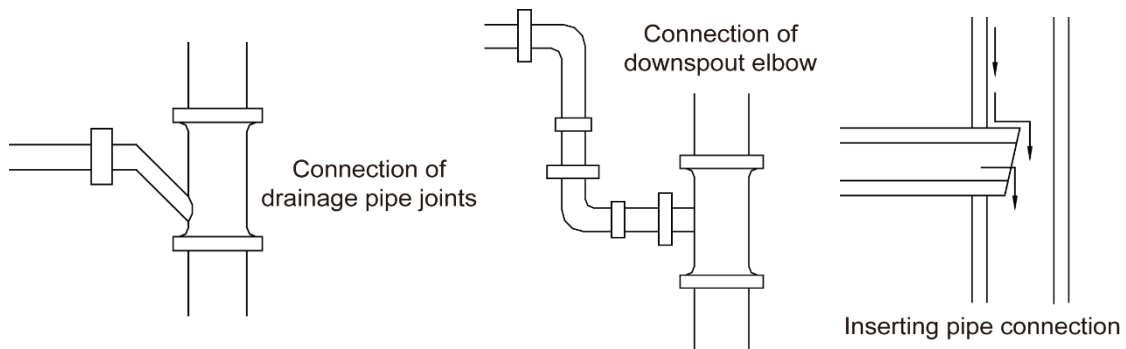 Connection of
drainage pipe joints
Connection of
downspout elbow
Inserting pipe connection